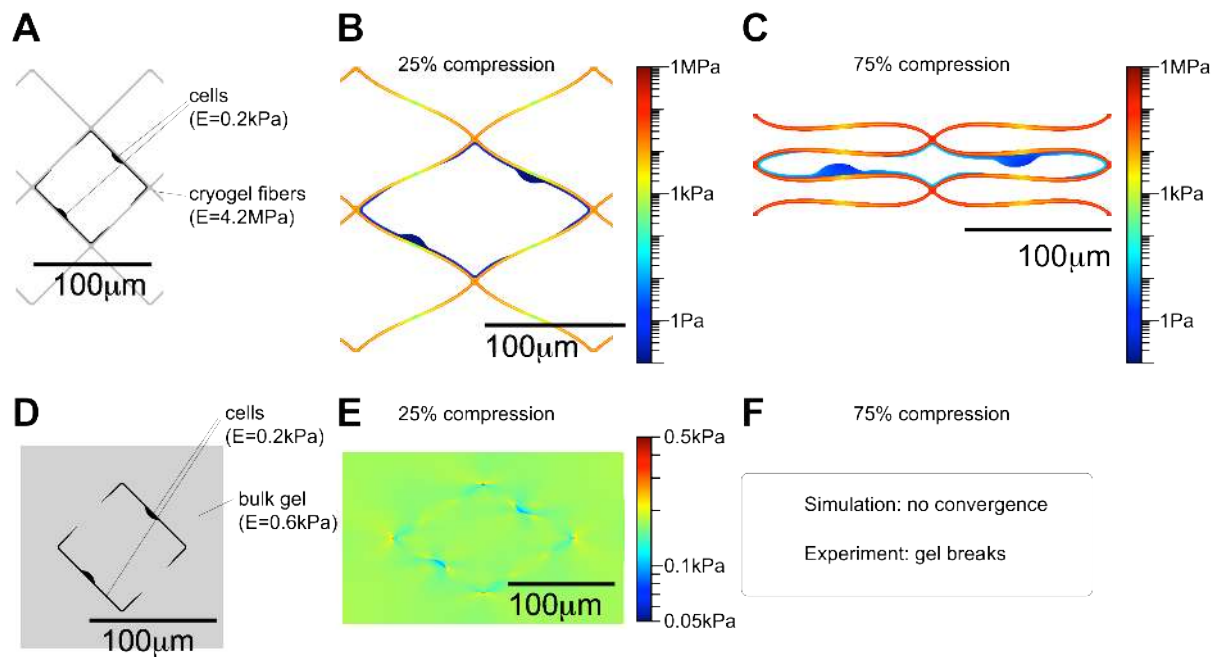 A
cells
(E=0.2kPa)
cryogel fibers
(E=4.2MPa)
100μm
B
25% compression
1MPa
1kPa
1Pa
100μm
C
75% compression
1MPa
1kPa
1Pa
100μm
D
cells
(E=0.2kPa)
bulk gel
(E=0.6kPa)
100μm
E
25% compression
0.5kPa
0.1kPa
0.05kPa
100μm
F
75% compression
Simulation: no convergence
Experiment: gel breaks